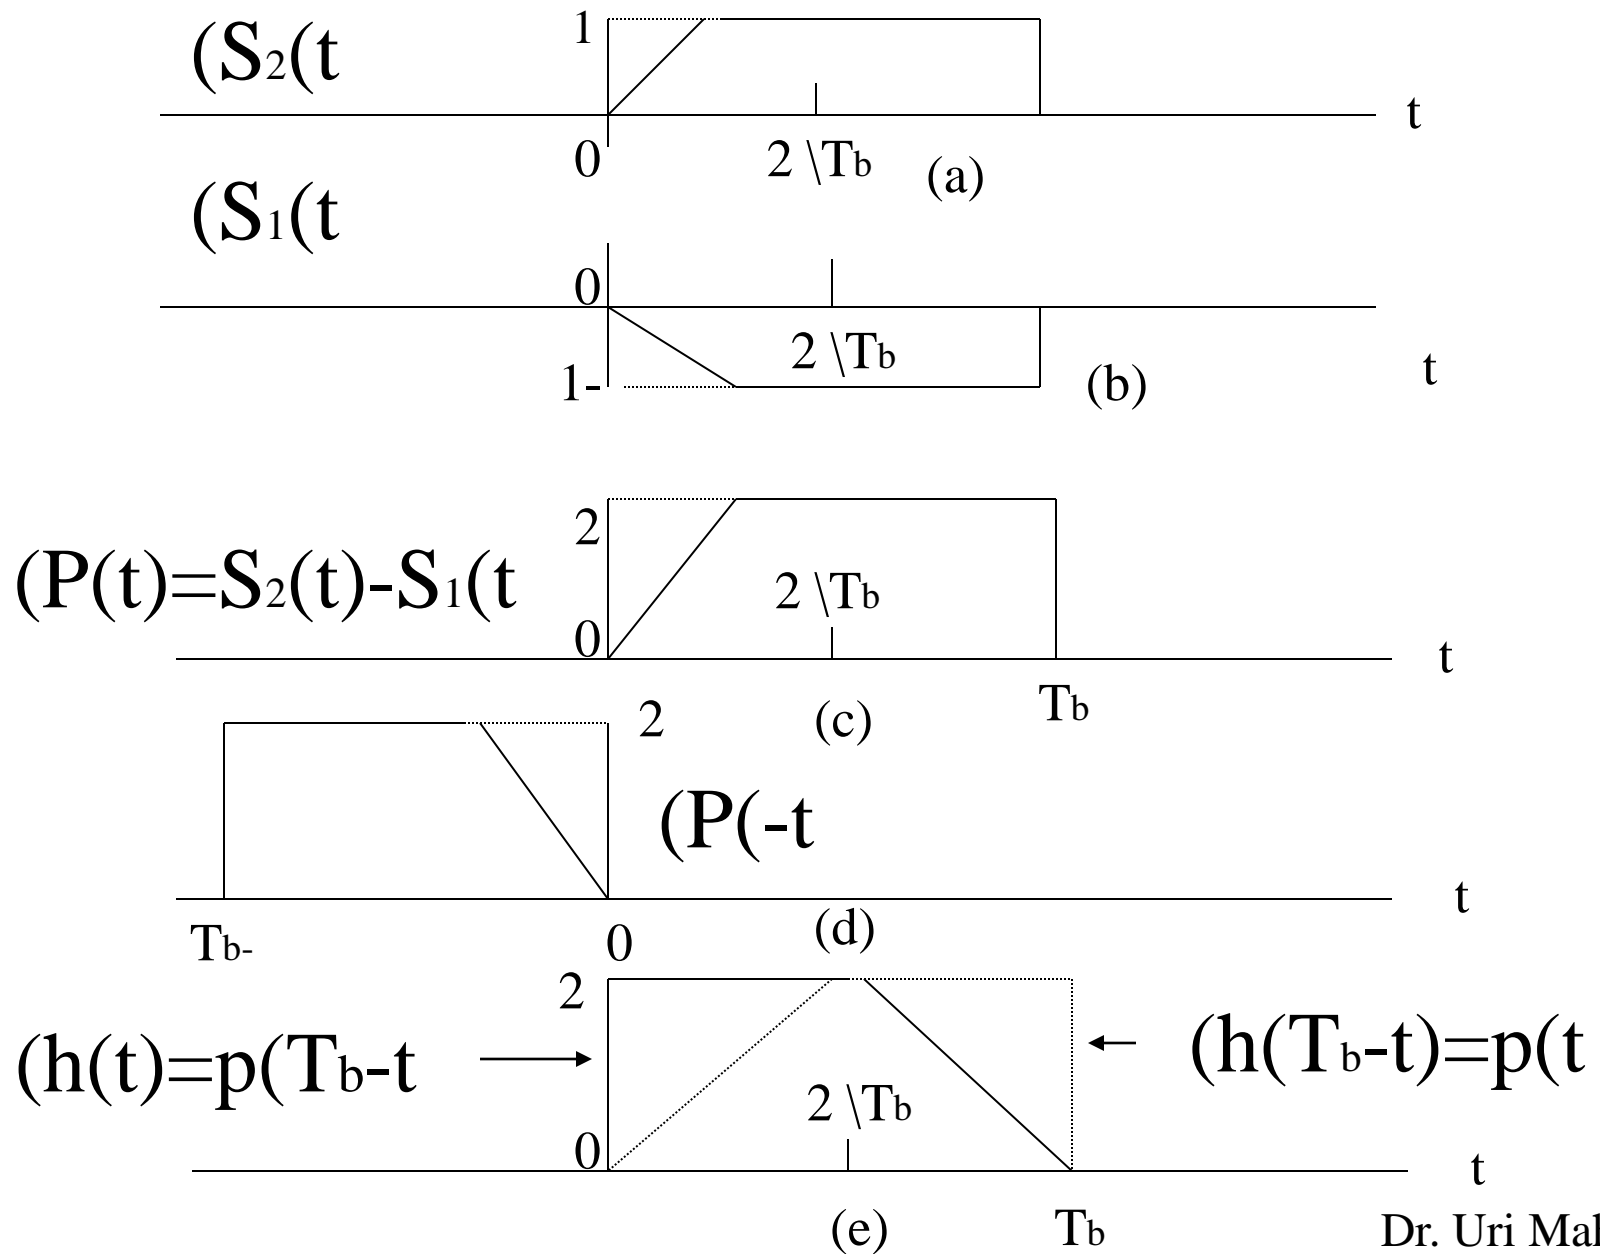 1
(S2(t
t
0
2 \Tb
(a)
(S1(t
0
2 \Tb
t
1-
(b)
2
(P(t)=S2(t)-S1(t
2 \Tb
0
t
Tb
2
(c)
(P(-t
t
Tb-
0
(d)
2
(h(t)=p(Tb-t
(h(Tb-t)=p(t
2 \Tb
0
t
(e)
Tb
Dr. Uri